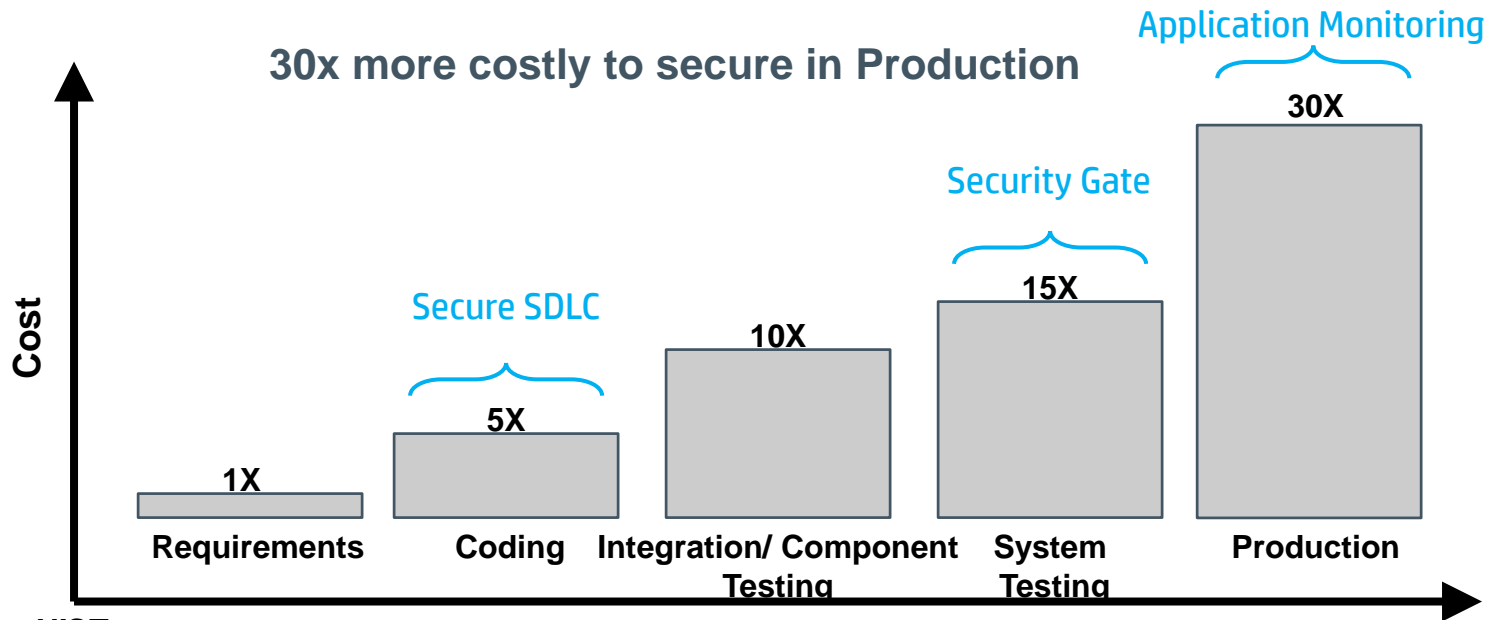 Application Monitoring
30x more costly to secure in Production
30X
Security Gate
15X
Secure SDLC
10X
5X
1X
Cost
Requirements
Coding
Integration/ Component
Testing
System
Testing
Production